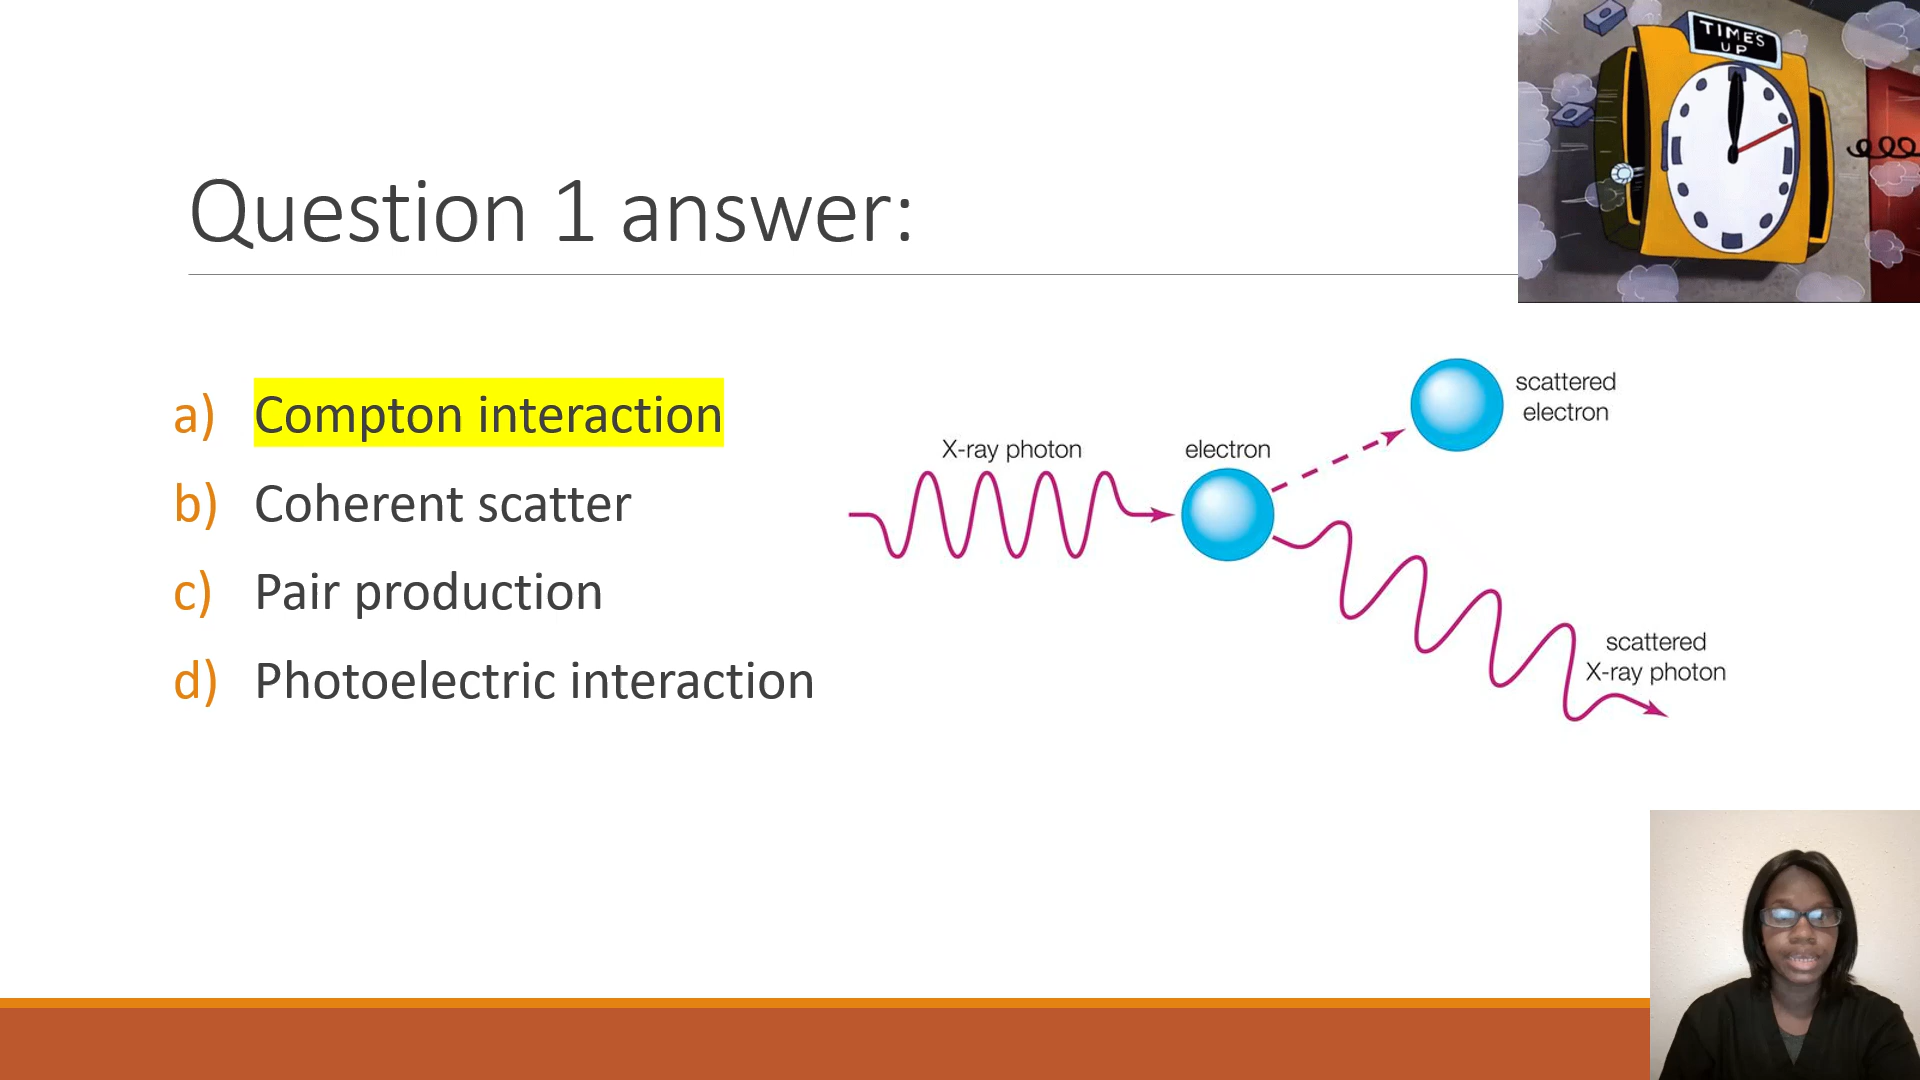 TIME'S
UP
Question 1 answer:
a) Compton interaction
b) Coherent scatter
c) Pair production
d) Photoelectric interaction
X-ray photon
electron
scattered
electron
scattered
X-ray photon